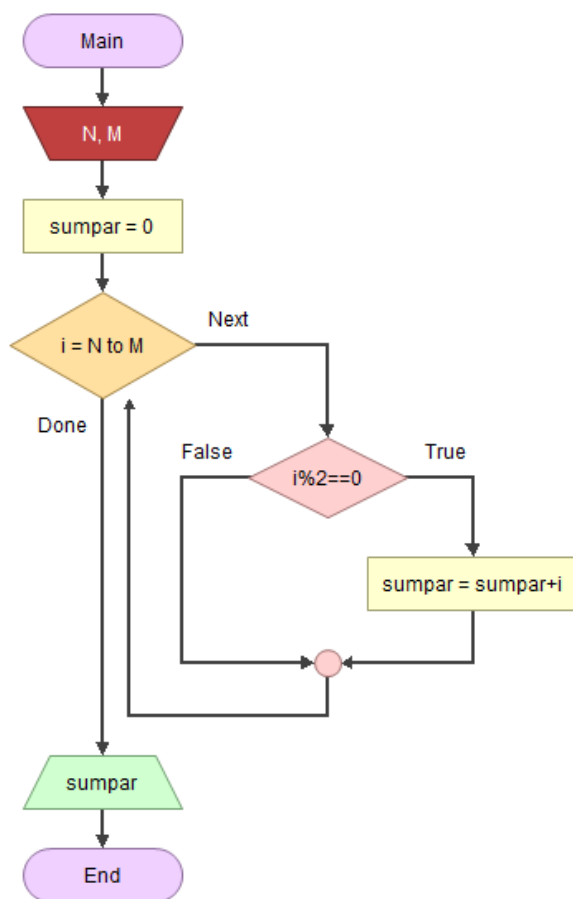 Main
N, M
sumpar = 0
i = N to M
Next
Done
False
True
i%2==0
sumpar = sumpar+i
sumpar
End